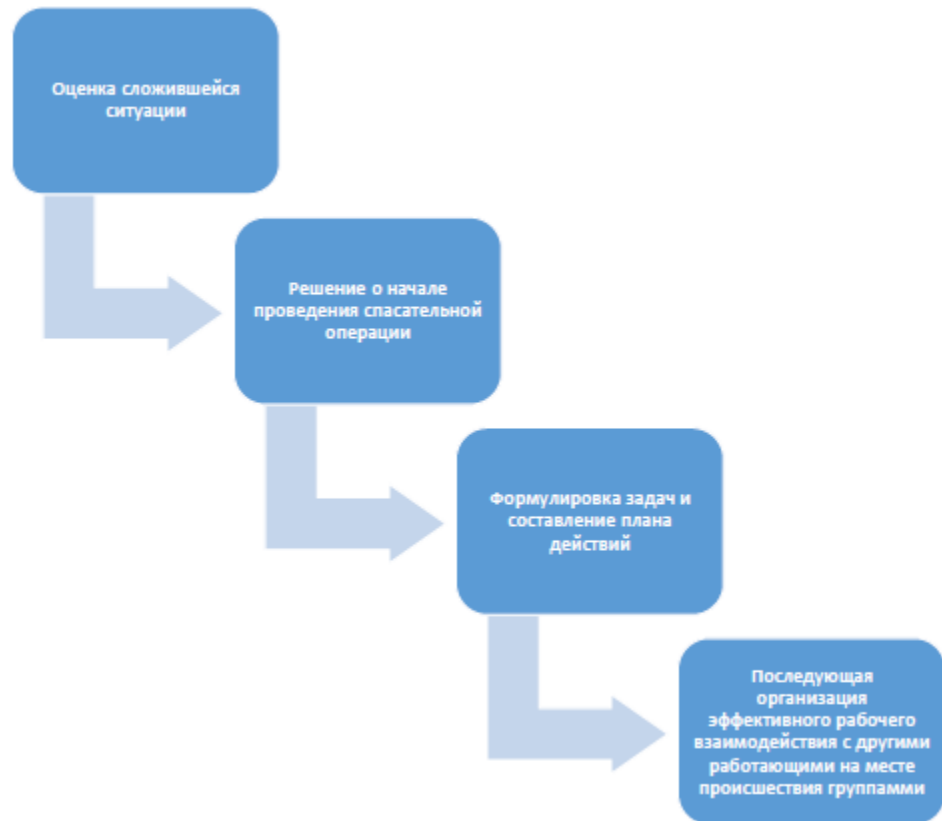 Оценка сложившейся
ситуации
Решение о начале
проведения спасательной
операции
Формулировка задач и
составление плана
действий
Последующая
организация
эффективного рабочего
взаимодействия с другими
работающими на месте
происшествия группамми